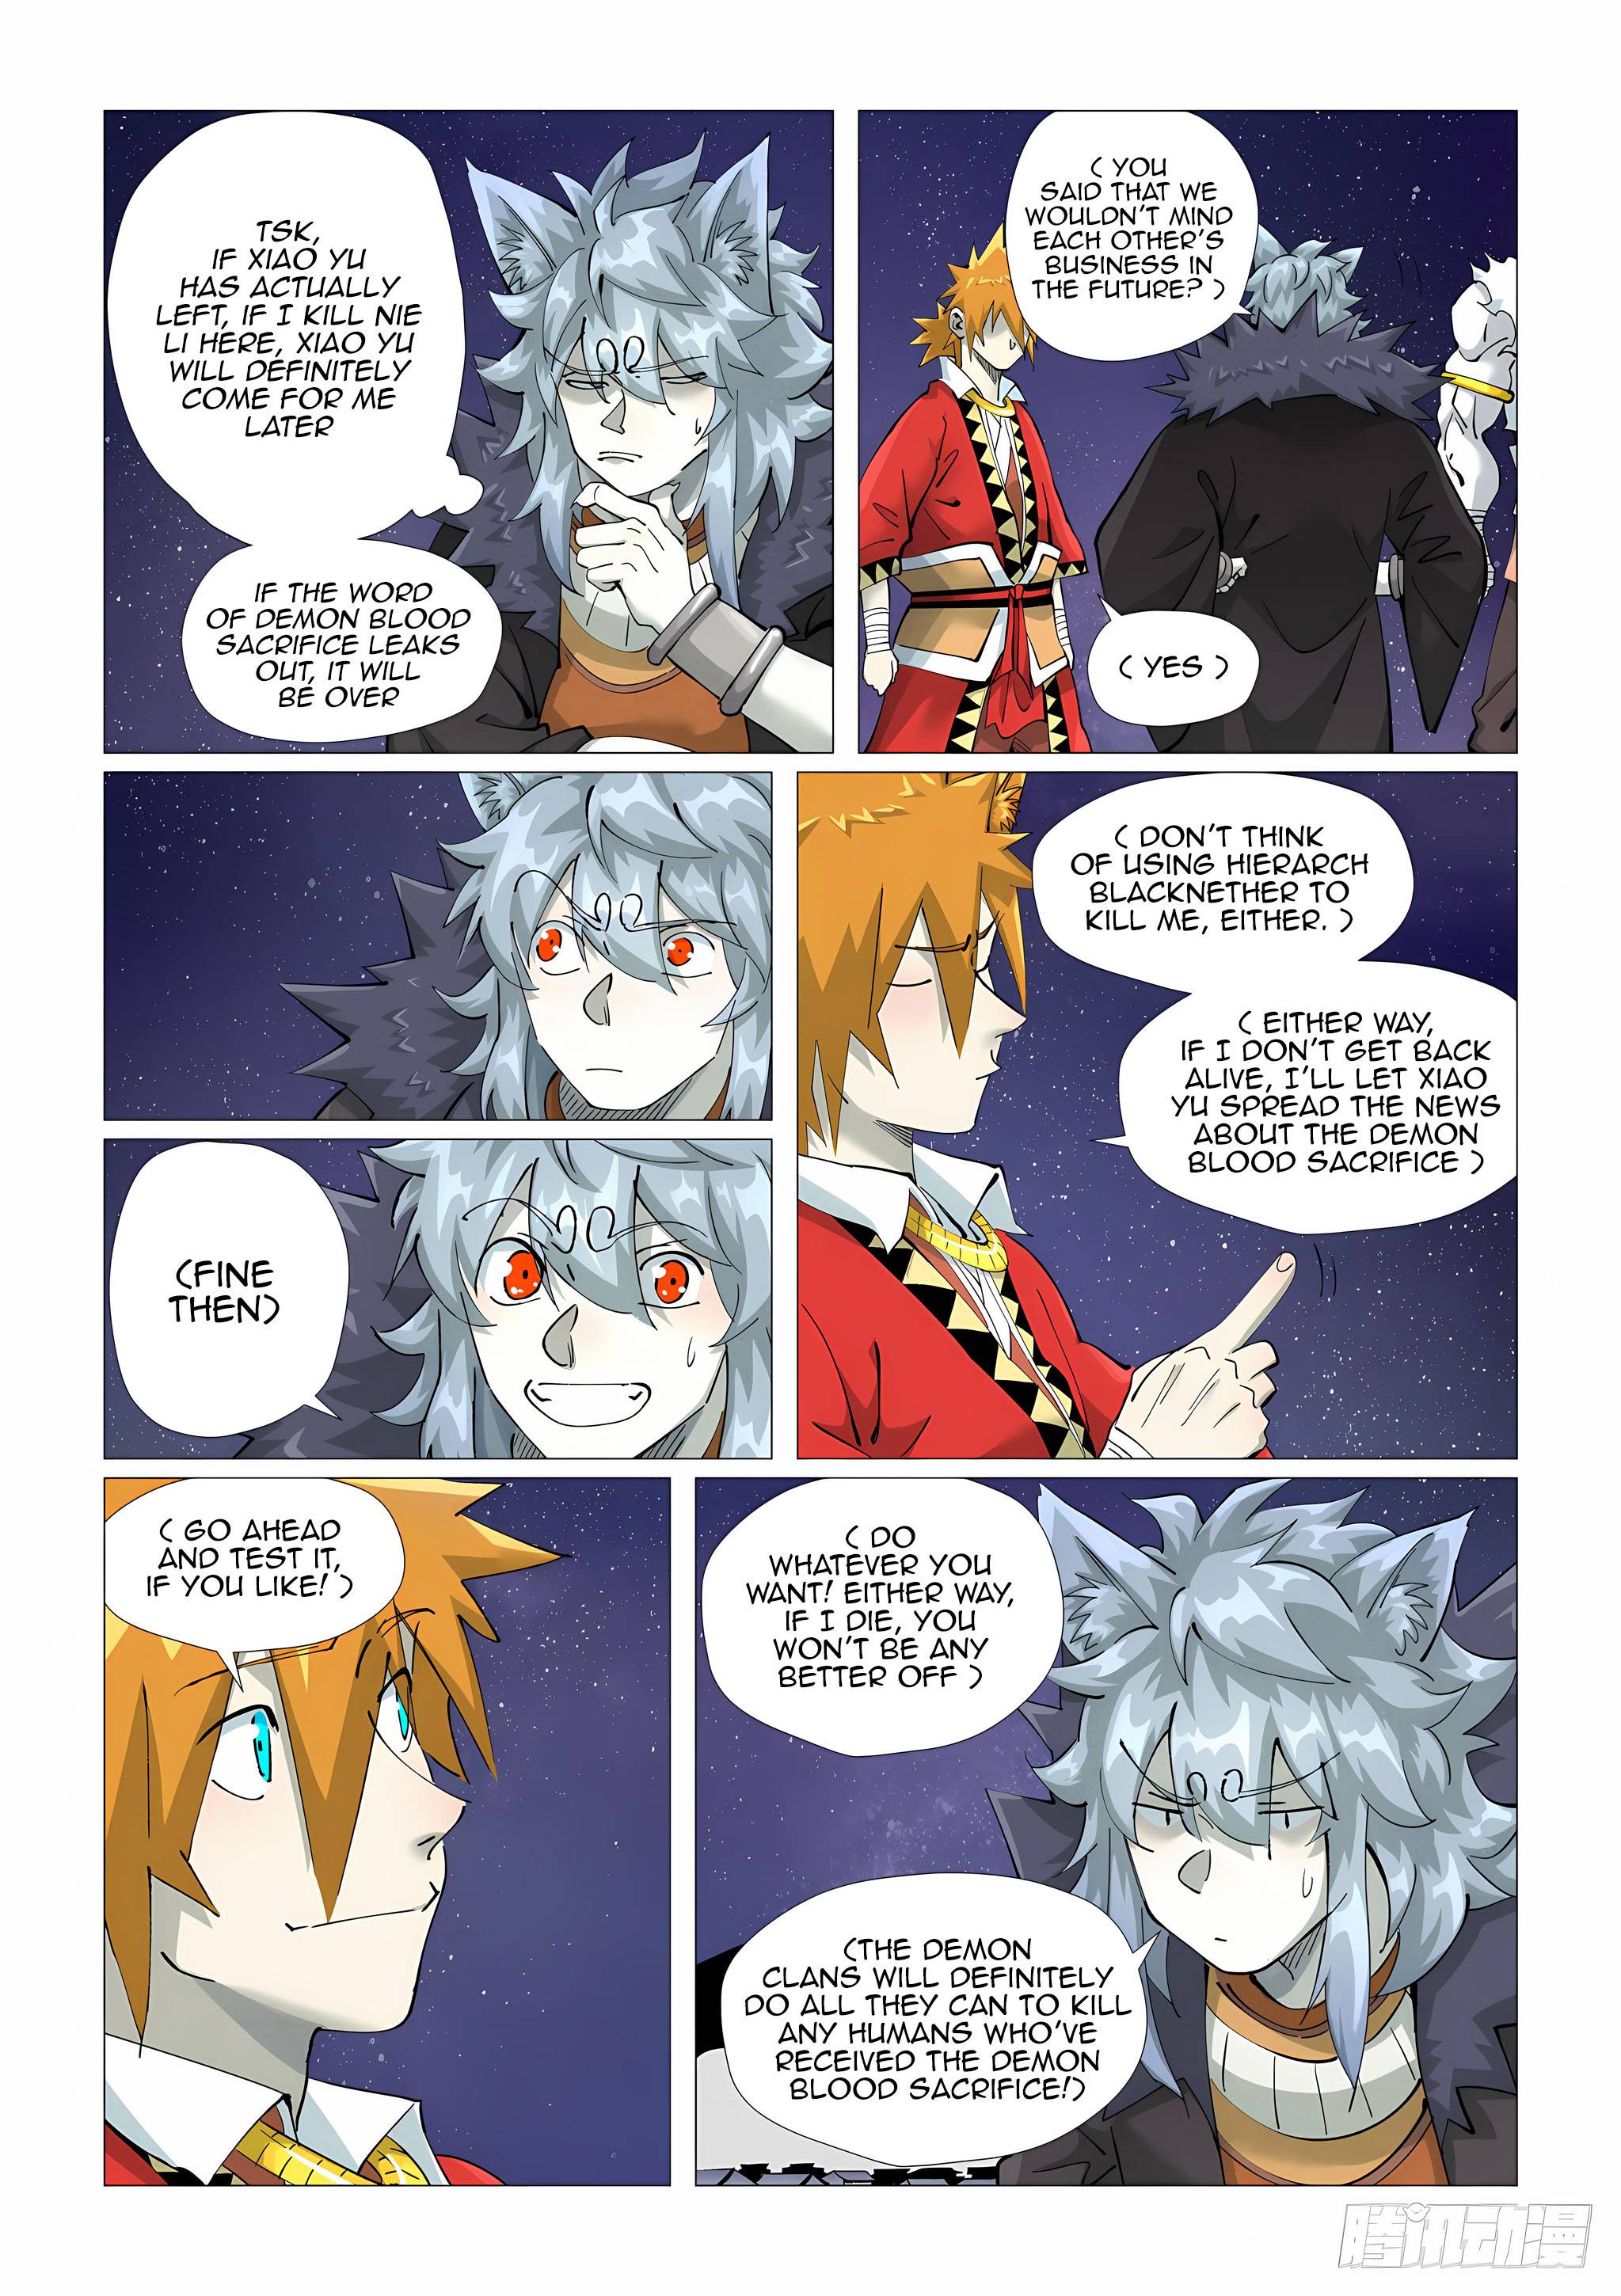 TSK,
IF XIAO YU
HAS ACTUALLY
LEFT, IF I KILL NIE
LI HERE, XIAO YU
WILL DEFINITELY
COME FOR ME
LATER
IF THE WORD
OF DEMON BLOOD
SACRIFICE LEAKS
OUT, IT WILL
BE OVER
( YOU
SAID THAT WE
WOULDN'T MIND
EACH OTHER'S
BUSINESS IN
THE FUTURE? )
( YES )
( DON'T THINK
OF USING HIERARCH
BLACKNETHER TO
KILL ME, EITHER. )
( EITHER WAY,
IF I DON'T GET BACK
ALIVE, I'LL LET XIAO
YU SPREAD THE NEWS
ABOUT THE DEMON
BLOOD SACRIFICE )
(FINE
THEN)
( GO AHEAD
AND TEST IT,
IF YOU LIKE! )
( DO
WHATEVER YOU
WANT! EITHER WAY,
IF I DIE, YOU
WON'T BE ANY
BETTER OFF )
(THE DEMON
CLANS WILL DEFINITELY
DO ALL THEY CAN TO KILL
ANY HUMANS WHO'VE
RECEIVED THE DEMON
BLOOD SACRIFICE!)
腾讯动漫